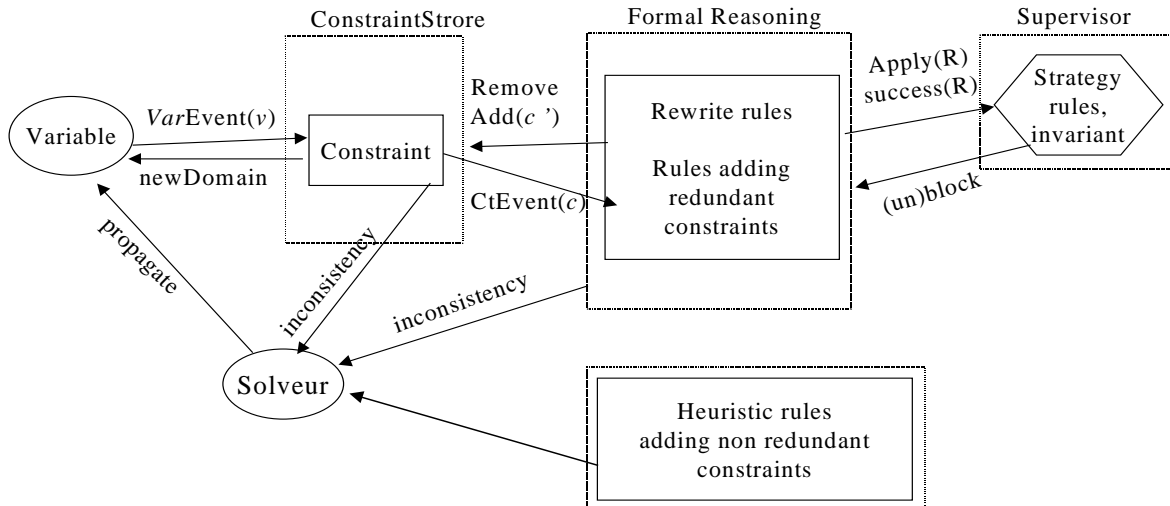 ConstraintStrore
Formal Reasoning
Supervisor
Variable
VarEvent(v)
newDomain
Constraint
Remove
Add(c ’)
CtEvent(c)
Rewrite rules
Rules adding
redundant
constraints
Apply(R)
success(R)
Strategy
rules,
invariant
(un)block
propagate
inconsistency
inconsistency
Solveur
Heuristic rules
adding non redundant
constraints